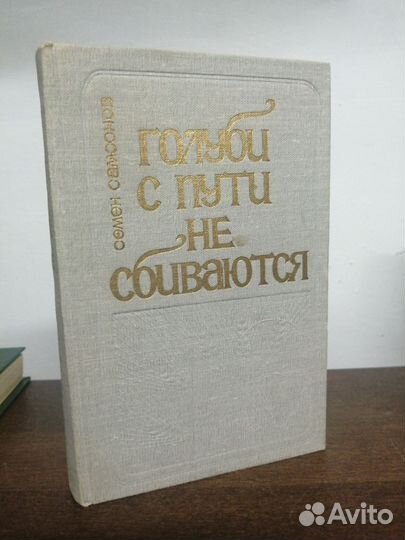 Семен Самсонов
Голуби
с пути
не
сбиваются
Avito